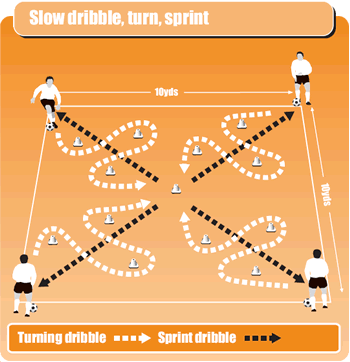 Slow dribble, turn, sprint
10yds
10yds
Turning dribble
Sprint dribble